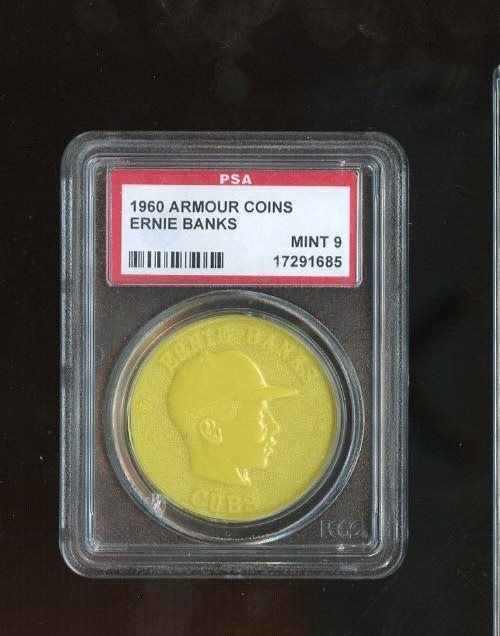 PSA
1960 ARMOUR COINS
ERNIE BANKS
MINT 9
17291685
ERNIE BANKS
CUBS